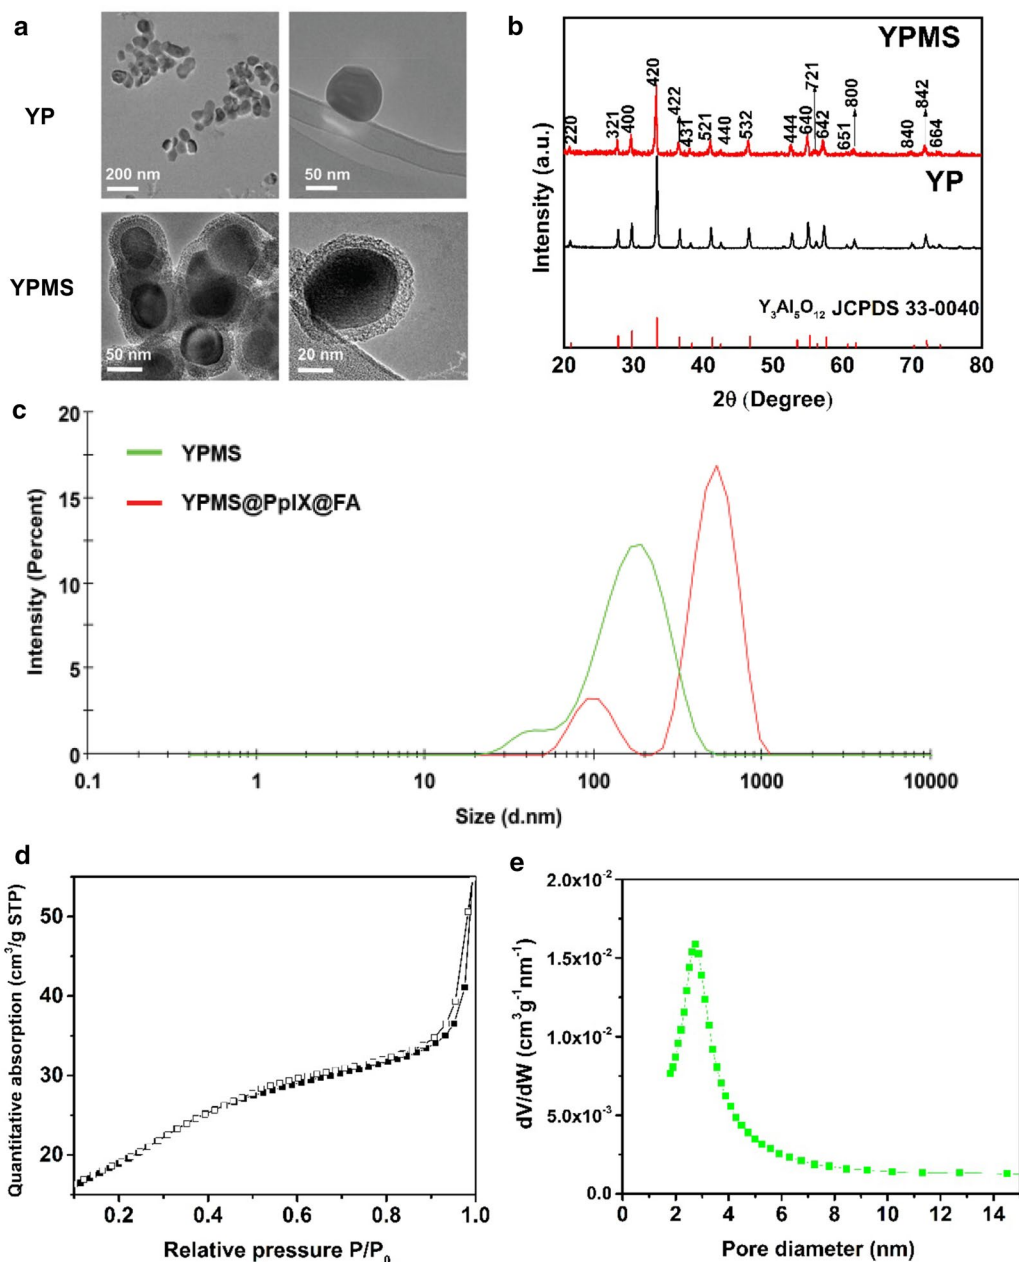 a
YP
200 nm
50 nm
YPMS
50 nm
20 nm
b
YPMS
220 321 400 420 422 431 521 440 532 444 640 721 642 651 800 840 842 664
YP
Y₃Al₅O₁₂ JCPDS 33-0040
Intensity (a.u.)
20 30 40 50 60 70 80
2θ (Degree)
c
20
15
10
5
0
Intensity (Percent)
YPMS
YPMS@PpIX@FA
0.1 1 10 100 1000 10000
Size (d.nm)
d
50
40
30
20
Quantitative absorption (cm³/g STP)
0.2 0.4 0.6 0.8 1.0
Relative pressure P/P₀
e
2.0x10⁻²
1.5x10⁻²
1.0x10⁻²
5.0x10⁻³
0.0
dV/dW (cm³g⁻¹nm⁻¹)
0 2 4 6 8 10 12 14
Pore diameter (nm)